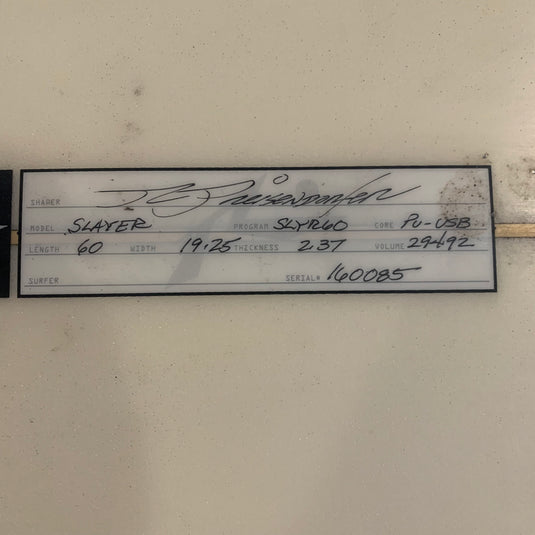 SHAPER
MODEL SLAYER PROGRAM SLYR60 CORE PU-USB
LENGTH 60 WIDTH 19.25 THICKNESS 2.37 VOLUME 29.492
SURFER SERIAL# 160085